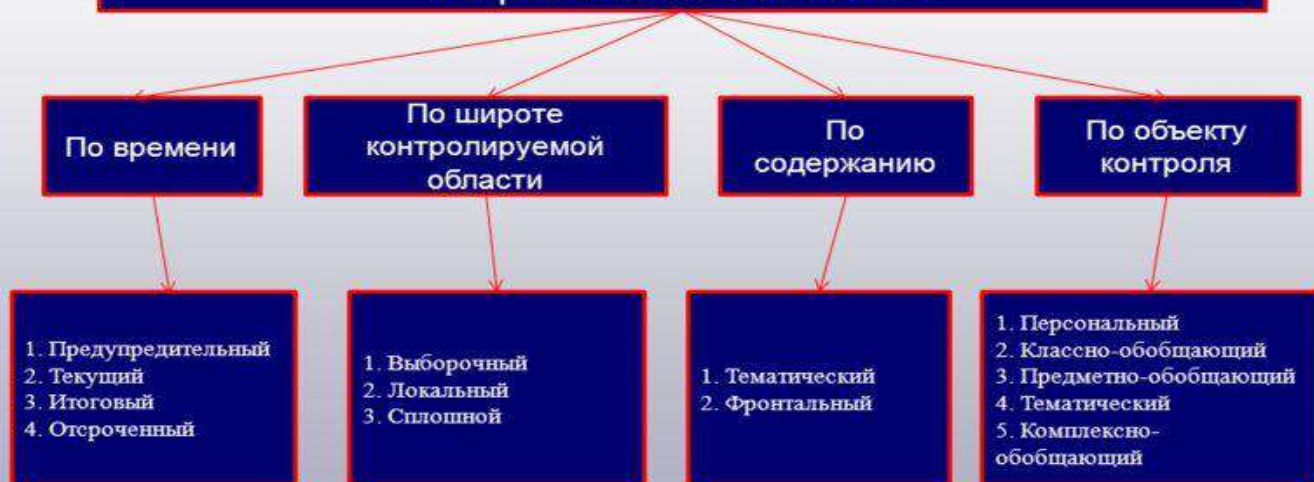 По времени
По широте
контролируемой
области
По
содержанию
По объекту
контроля
1. Предупредительный
2. Текущий
3. Итоговый
4. Отсроченный
1. Выборочный
2. Локальный
3. Сплошной
1. Тематический
2. Фронтальный
1. Персональный
2. Классно-обобщающий
3. Предметно-обобщающий
4. Тематический
5. Комплексно-
обобщающий